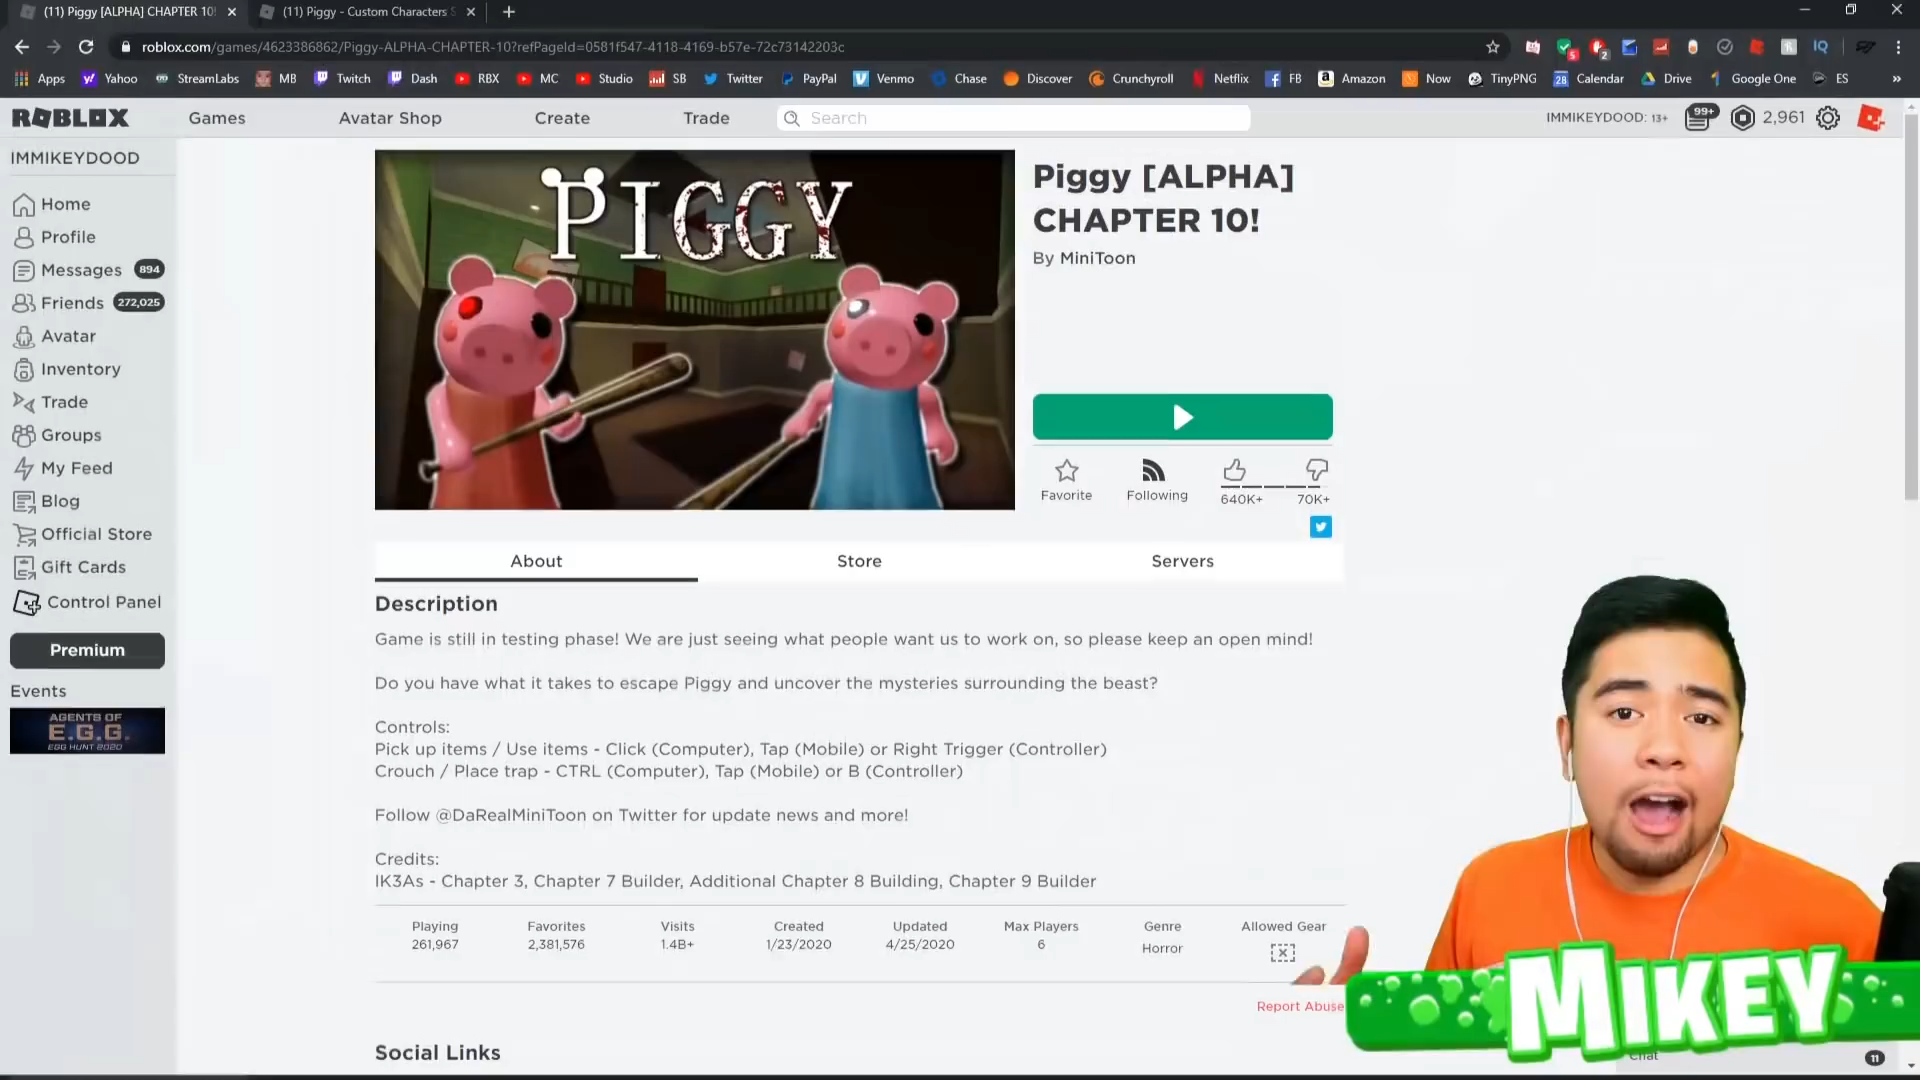 (11) Piggy [ALPHA] CHAPTER 10!
(11) Piggy - Custom Characters S
roblox.com/games/4623386862/Piggy-ALPHA-CHAPTER-10?refPageId=0581f547-4118-4169-b57e-72c73142203c
5
2
IQ
Apps Yahoo StreamLabs MB Twitch Dash RBX MC Studio SB Twitter PayPal Venmo Chase Discover Crunchyroll Netflix FB Amazon Now TinyPNG 28 Calendar Drive Google One ES »
ROBLOX
Games
Avatar Shop
Create
Trade
Search
IMMIKEYDOOD: 13+
99+
2,961
IMMIKEYDOOD
Home
Profile
Messages 894
Friends 272,025
Avatar
Inventory
Trade
Groups
My Feed
Blog
Official Store
Gift Cards
Control Panel
Premium
Events
AGENTS OF
E.G.G.
EGG HUNT 2020
PIGGY
Piggy [ALPHA]
CHAPTER 10!
By MiniToon
Favorite
Following
640K+
70K+
About
Store
Servers
Description
Game is still in testing phase! We are just seeing what people want us to work on, so please keep an open mind!
Do you have what it takes to escape Piggy and uncover the mysteries surrounding the beast?
Controls:
Pick up items / Use items - Click (Computer), Tap (Mobile) or Right Trigger (Controller)
Crouch / Place trap - CTRL (Computer), Tap (Mobile) or B (Controller)
Follow @DaRealMiniToon on Twitter for update news and more!
Credits:
IK3As - Chapter 3, Chapter 7 Builder, Additional Chapter 8 Building, Chapter 9 Builder
Playing Favorites Visits Created Updated Max Players Genre Allowed Gear
261,967 2,381,576 1.4B+ 1/23/2020 4/25/2020 6 Horror
Report Abuse
Social Links
MIKEY
Chat
11